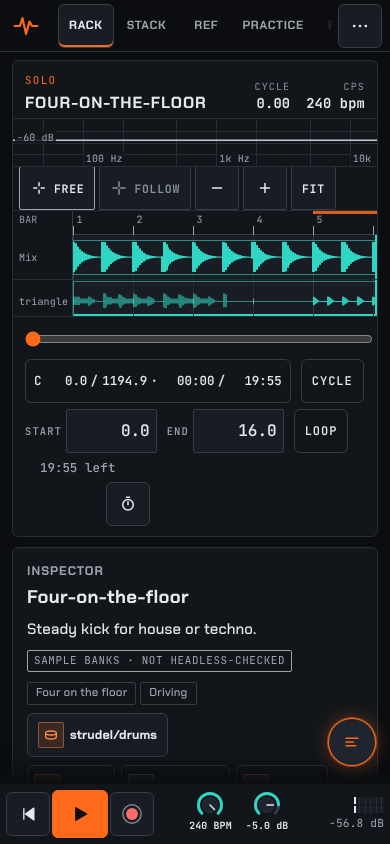 RACK STACK REF PRACTICE
SOLO
FOUR-ON-THE-FLOOR
CYCLE CPS
0.00 240 bpm
-60 dB
100 Hz 1k Hz 10k
FREE FOLLOW − + FIT
BAR 1 2 3 4 5
Mix
triangle
C 0.0 / 1194.9 · 00:00 / 19:55 CYCLE
START 0.0 END 16.0 LOOP
19:55 left
INSPECTOR
Four-on-the-floor
Steady kick for house or techno.
SAMPLE BANKS · NOT HEADLESS-CHECKED
Four on the floor Driving
strudel/drums
240 BPM -5.0 dB -56.8 dB